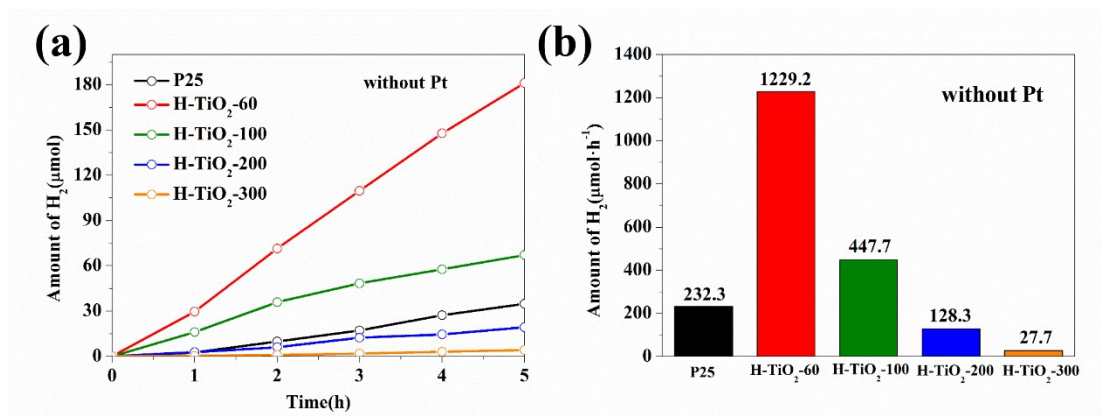 (a)
Amount of H₂(μmol)
180
150
120
90
60
30
0
P25
H-TiO₂-60
H-TiO₂-100
H-TiO₂-200
H-TiO₂-300
without Pt
0 1 2 3 4 5
Time(h)
(b)
Amount of H₂(μmol·h⁻¹)
1400
1200
1000
800
600
400
200
0
without Pt
232.3
1229.2
447.7
128.3
27.7
P25 H-TiO₂-60 H-TiO₂-100 H-TiO₂-200 H-TiO₂-300